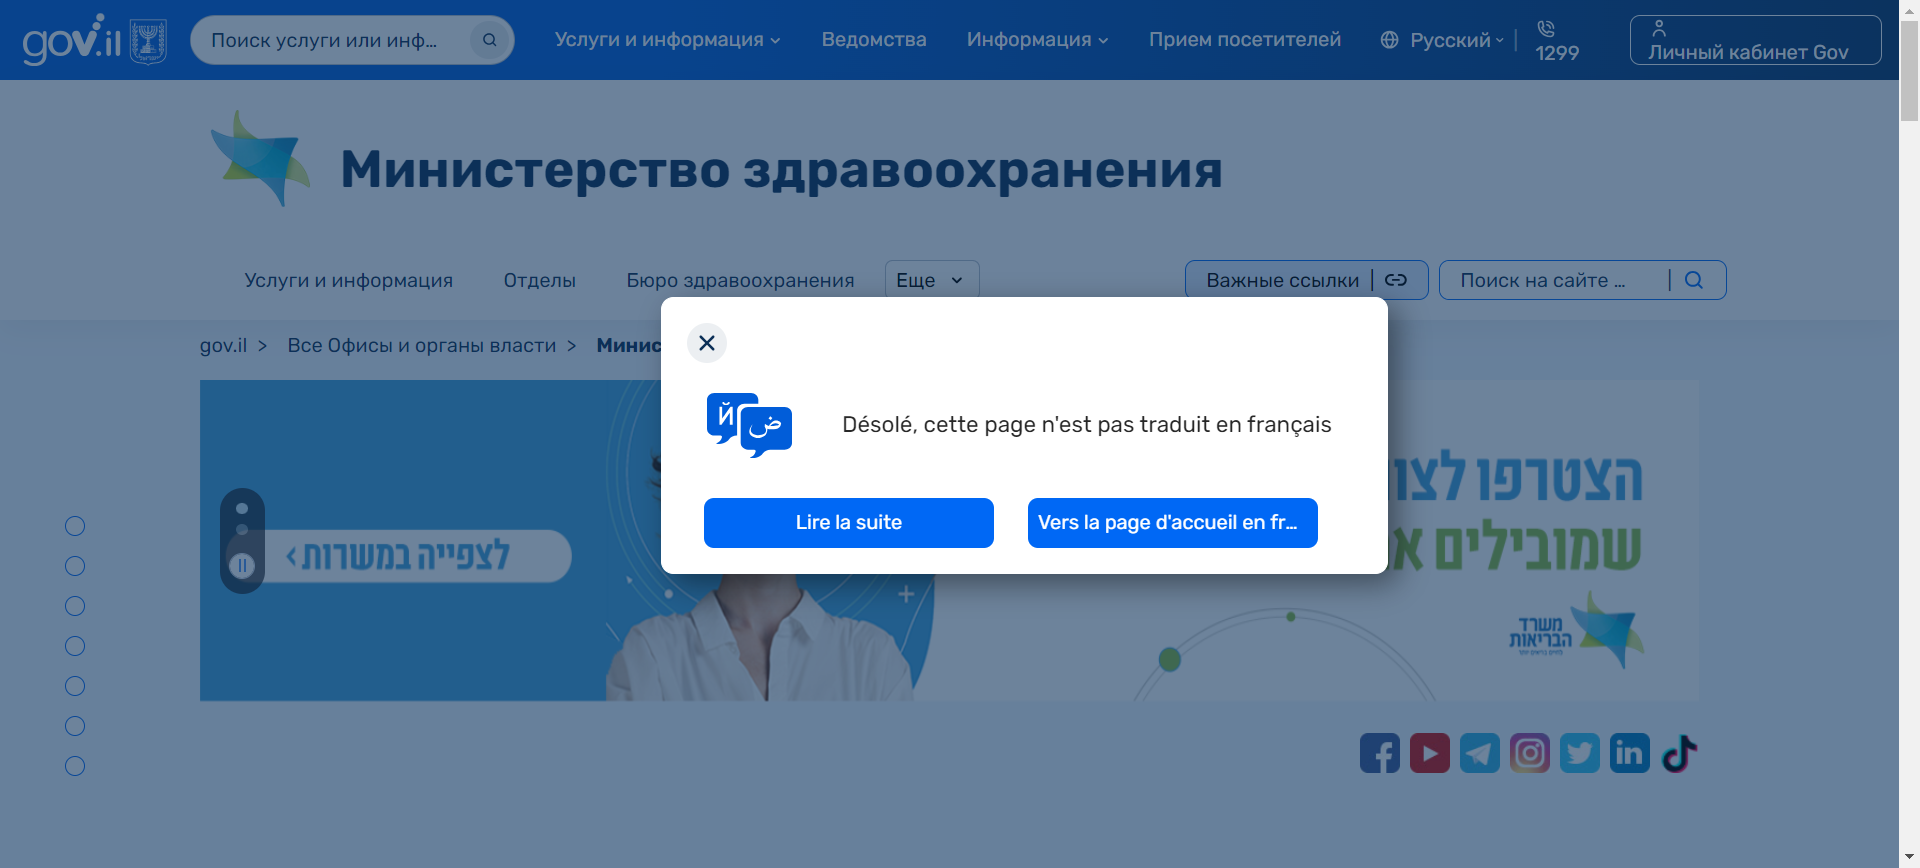 gov.il
Поиск услуги или инф...
Услуги и информация
Ведомства
Информация
Прием посетителей
Русский
1299
Личный кабинет Gov
Министерство здравоохранения
Услуги и информация
Отделы
Бюро здравоохранения
Еще
Важные ссылки
Поиск на сайте ...
gov.il > Все Офисы и органы власти >
Й ض
Désolé, cette page n'est pas traduit en français
Lire la suite
Vers la page d'accueil en fr...
הצטרפו
שמובילים
לצפייה במשרות >
משרד
הבריאות